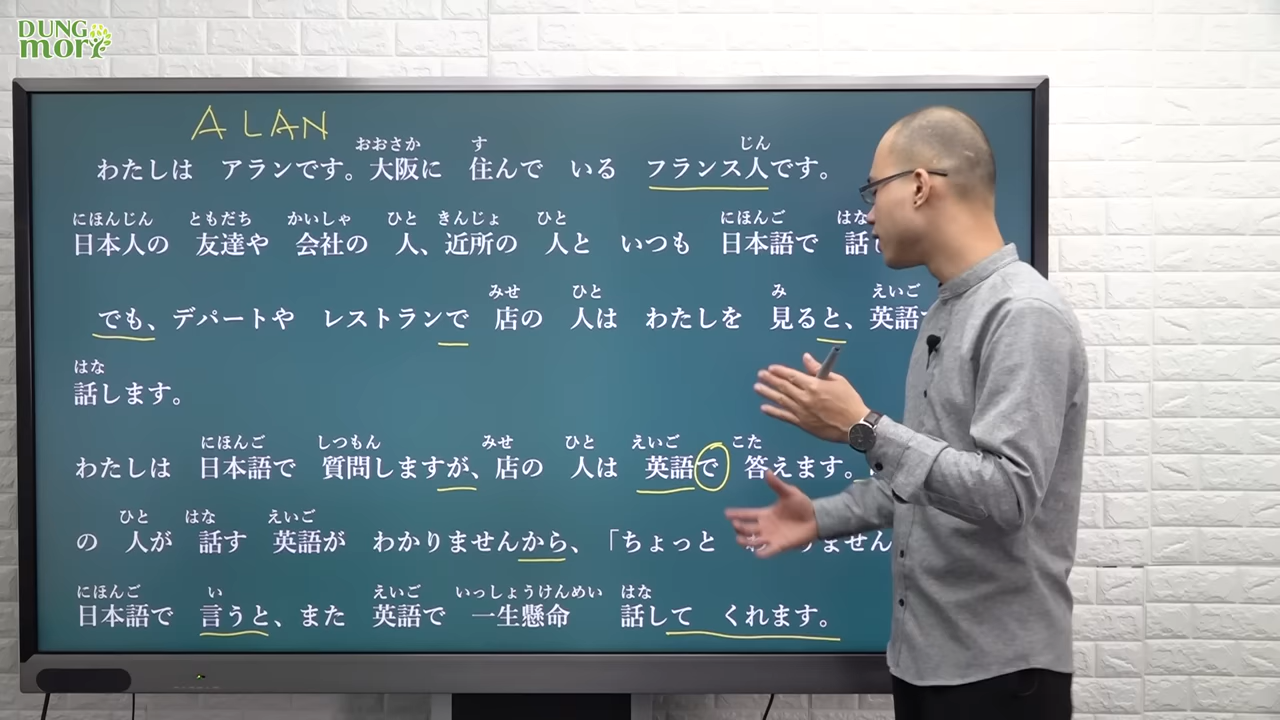 DUNG
mori
ALAN
おおさか す じん
わたしは アランです。大阪に 住んで いる フランス人です。
にほんじん ともだち かいしゃ ひと きんじょ ひと にほんご はな
日本人の 友達や 会社の 人、近所の 人と いつも 日本語で 話
みせ ひと み えいご
でも、デパートや レストランで 店の 人は わたしを 見ると、英語
はな
話します。
にほんご しつもん みせ ひと えいご こた
わたしは 日本語で 質問しますが、店の 人は 英語で 答えます。
ひと はな えいご
の 人が 話す 英語が わかりませんから、「ちょっと りません
にほんご い えいご いっしょうけんめい はな
日本語で 言うと、また 英語で 一生懸命 話して くれます。